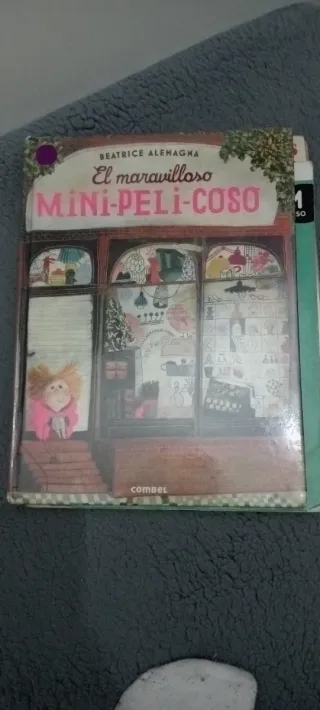 BEATRICE ALEMAGNA
El maravilloso
MINI-PELI-COSO
COMBEL